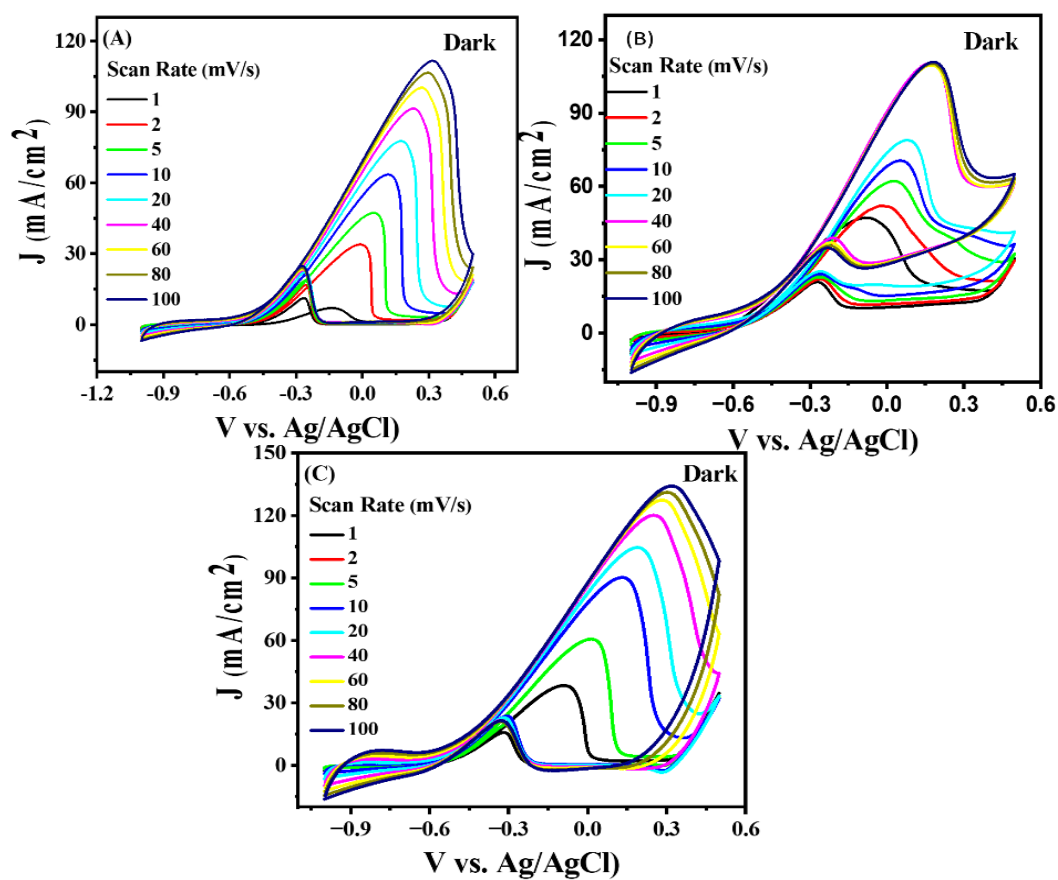 (A)
Dark
Scan Rate (mV/s)
1
2
5
10
20
40
60
80
100
120
90
60
30
0
J (mA/cm²)
-1.2 -0.9 -0.6 -0.3 0.0 0.3 0.6
V vs. Ag/AgCl)
(B)
Dark
Scan Rate (mV/s)
1
2
5
10
20
40
60
80
100
120
90
60
30
0
J (mA/cm²)
−0.9 −0.6 −0.3 0.0 0.3 0.6
V vs. Ag/AgCl)
(C)
Dark
Scan Rate (mV/s)
1
2
5
10
20
40
60
80
100
150
120
90
60
30
0
J (mA/cm²)
−0.9 −0.6 −0.3 0.0 0.3 0.6
V vs. Ag/AgCl)